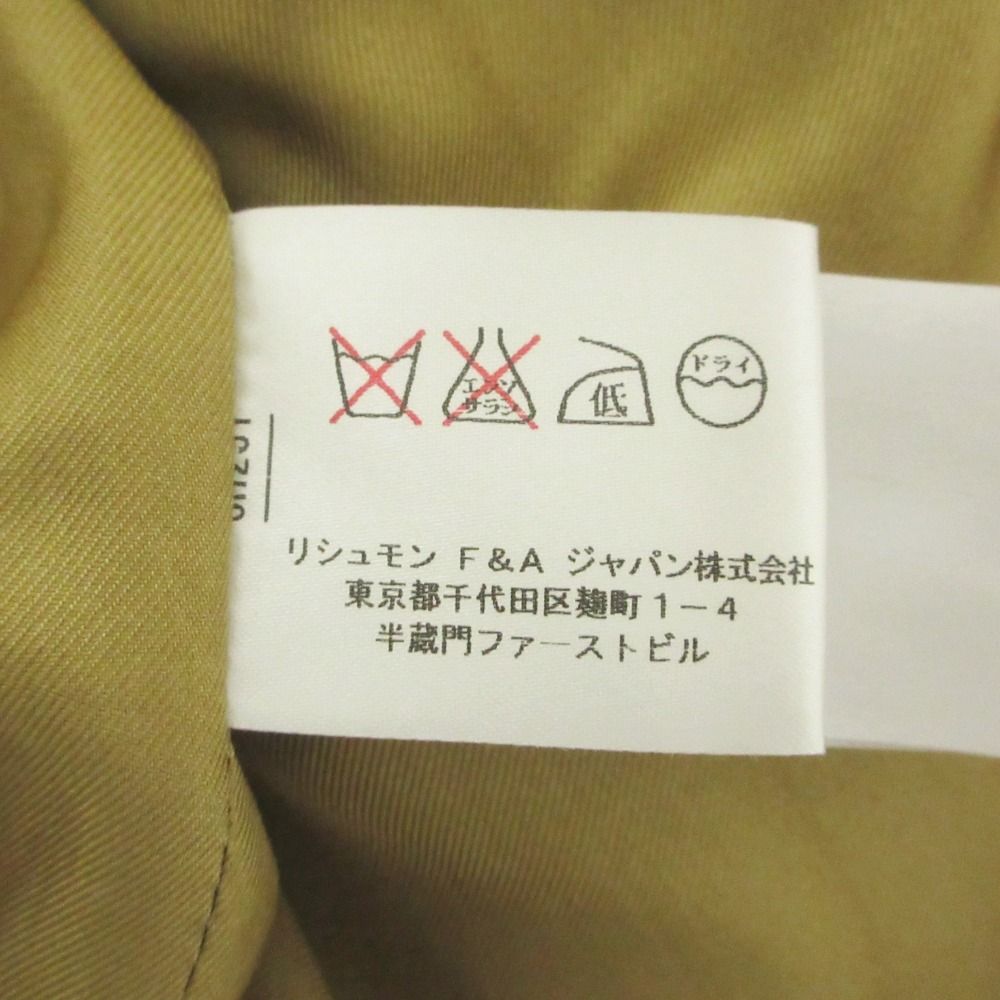 エンソ
サラシ
低
ドライ
リシュモン F&A ジャパン株式会社
東京都千代田区麹町1-4
半蔵門ファーストビル